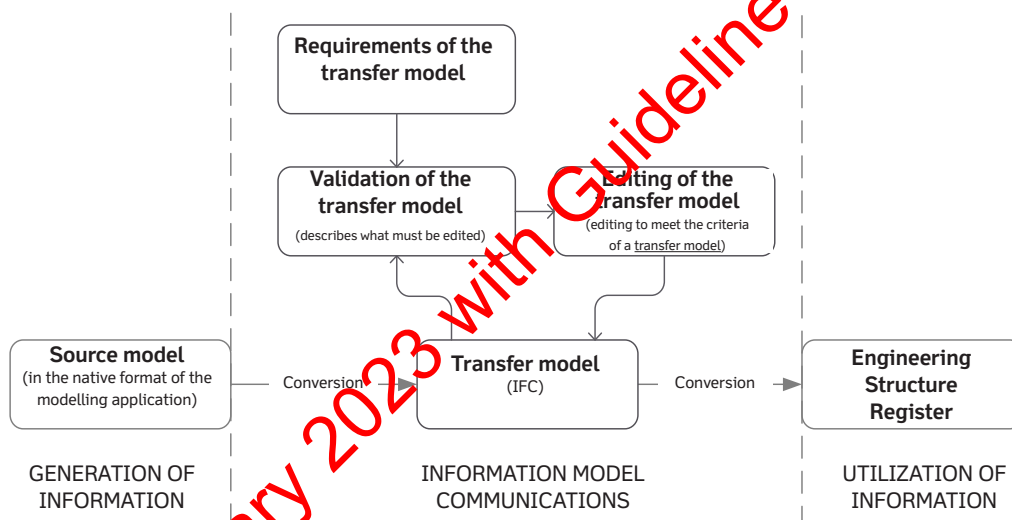 Requirements of the
transfer model
Validation of the
transfer model
(describes what must be edited)
Editing of the
transfer model
(editing to meet the criteria
of a transfer model)
Source model
(in the native format of the
modelling application)
Conversion
Transfer model
(IFC)
Conversion
Engineering
Structure
Register
GENERATION OF
INFORMATION
INFORMATION MODEL
COMMUNICATIONS
UTILIZATION OF
INFORMATION
2023 with Guideline